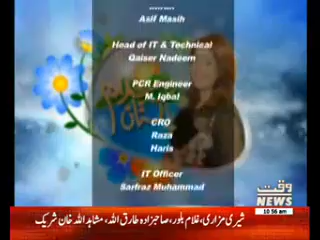 Asif Masih
Head of IT & Technical
Qaiser Nadeem
PCR Engineer
M. Iqbal
CRO
Raza
Haris
IT Officer
Sarfraz Muhammad
وقت
NEWS
10:56 am
شیری مزاری، غلام بلور، صاحبزادہ طارق اللہ، مشاہد اللہ خان شریک